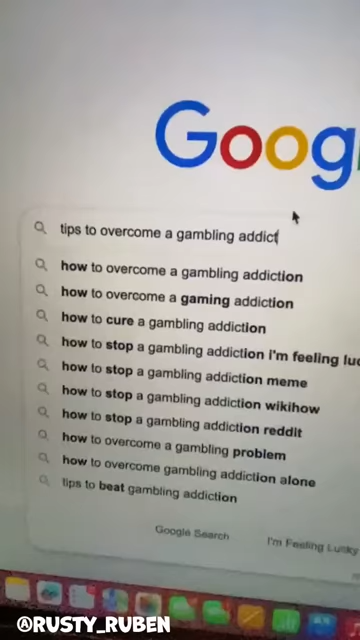 Goog
tips to overcome a gambling addict
how to overcome a gambling addiction
how to overcome a gaming addiction
how to cure a gambling addiction
how to stop a gambling addiction i'm feeling luc
how to stop a gambling addiction meme
how to stop a gambling addiction wikihow
how to stop a gambling addiction reddit
how to overcome a gambling problem
how to overcome gambling addiction alone
tips to beat gambling addiction
Google Search
I'm Feeling Lucky
@RUSTY_RUBEN